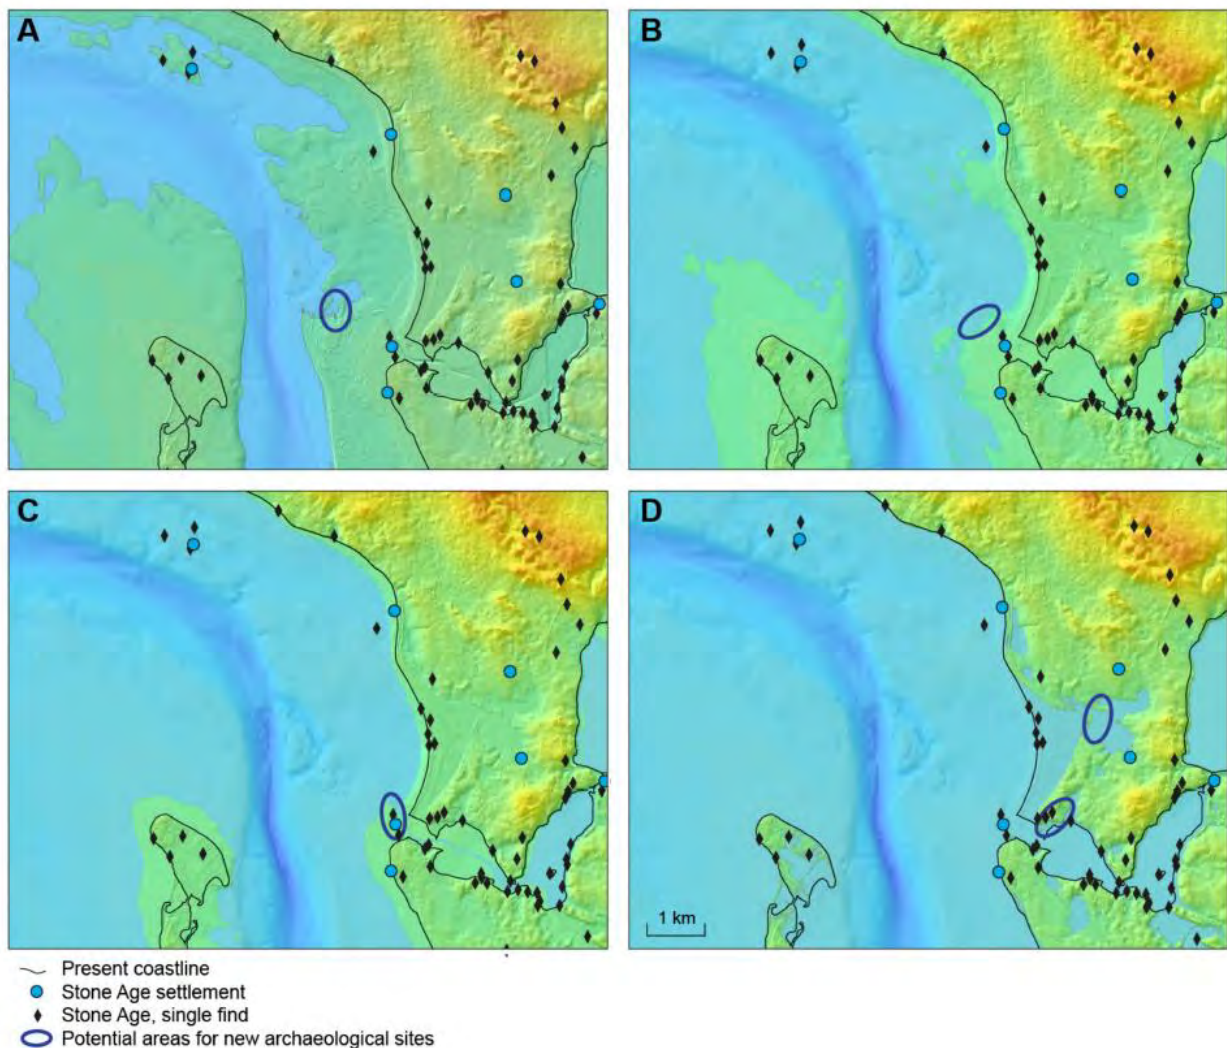 A
B
C
D
1 km
Present coastline
Stone Age settlement
Stone Age, single find
Potential areas for new archaeological sites